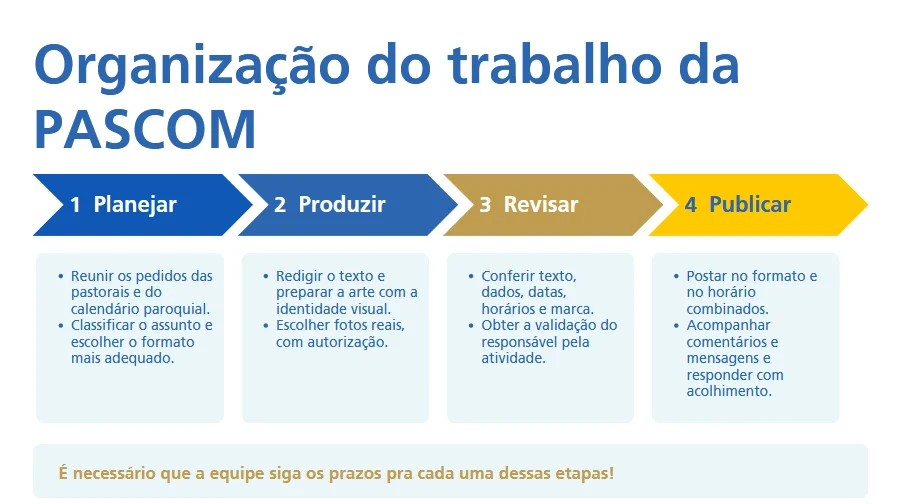 Organização do trabalho da
PASCOM
1 Planejar
2 Produzir
3 Revisar
4 Publicar
• Reunir os pedidos das
pastorais e do
calendário paroquial.
• Classificar o assunto e
escolher o formato
mais adequado.
• Redigir o texto e
preparar a arte com a
identidade visual.
• Escolher fotos reais,
com autorização.
• Conferir texto,
dados, datas,
horários e marca.
• Obter a validação do
responsável pela
atividade.
• Postar no formato e
no horário
combinados.
• Acompanhar
comentários e
mensagens e
responder com
acolhimento.
É necessário que a equipe siga os prazos pra cada uma dessas etapas!